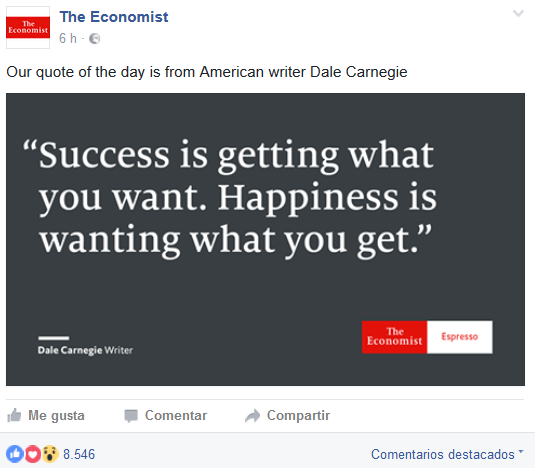 The
Economist
The Economist
6 h ·
Our quote of the day is from American writer Dale Carnegie
“Success is getting what
you want. Happiness is
wanting what you get.”
Dale Carnegie Writer
The
Economist
Espresso
Me gusta
Comentar
Compartir
8.546
Comentarios destacados